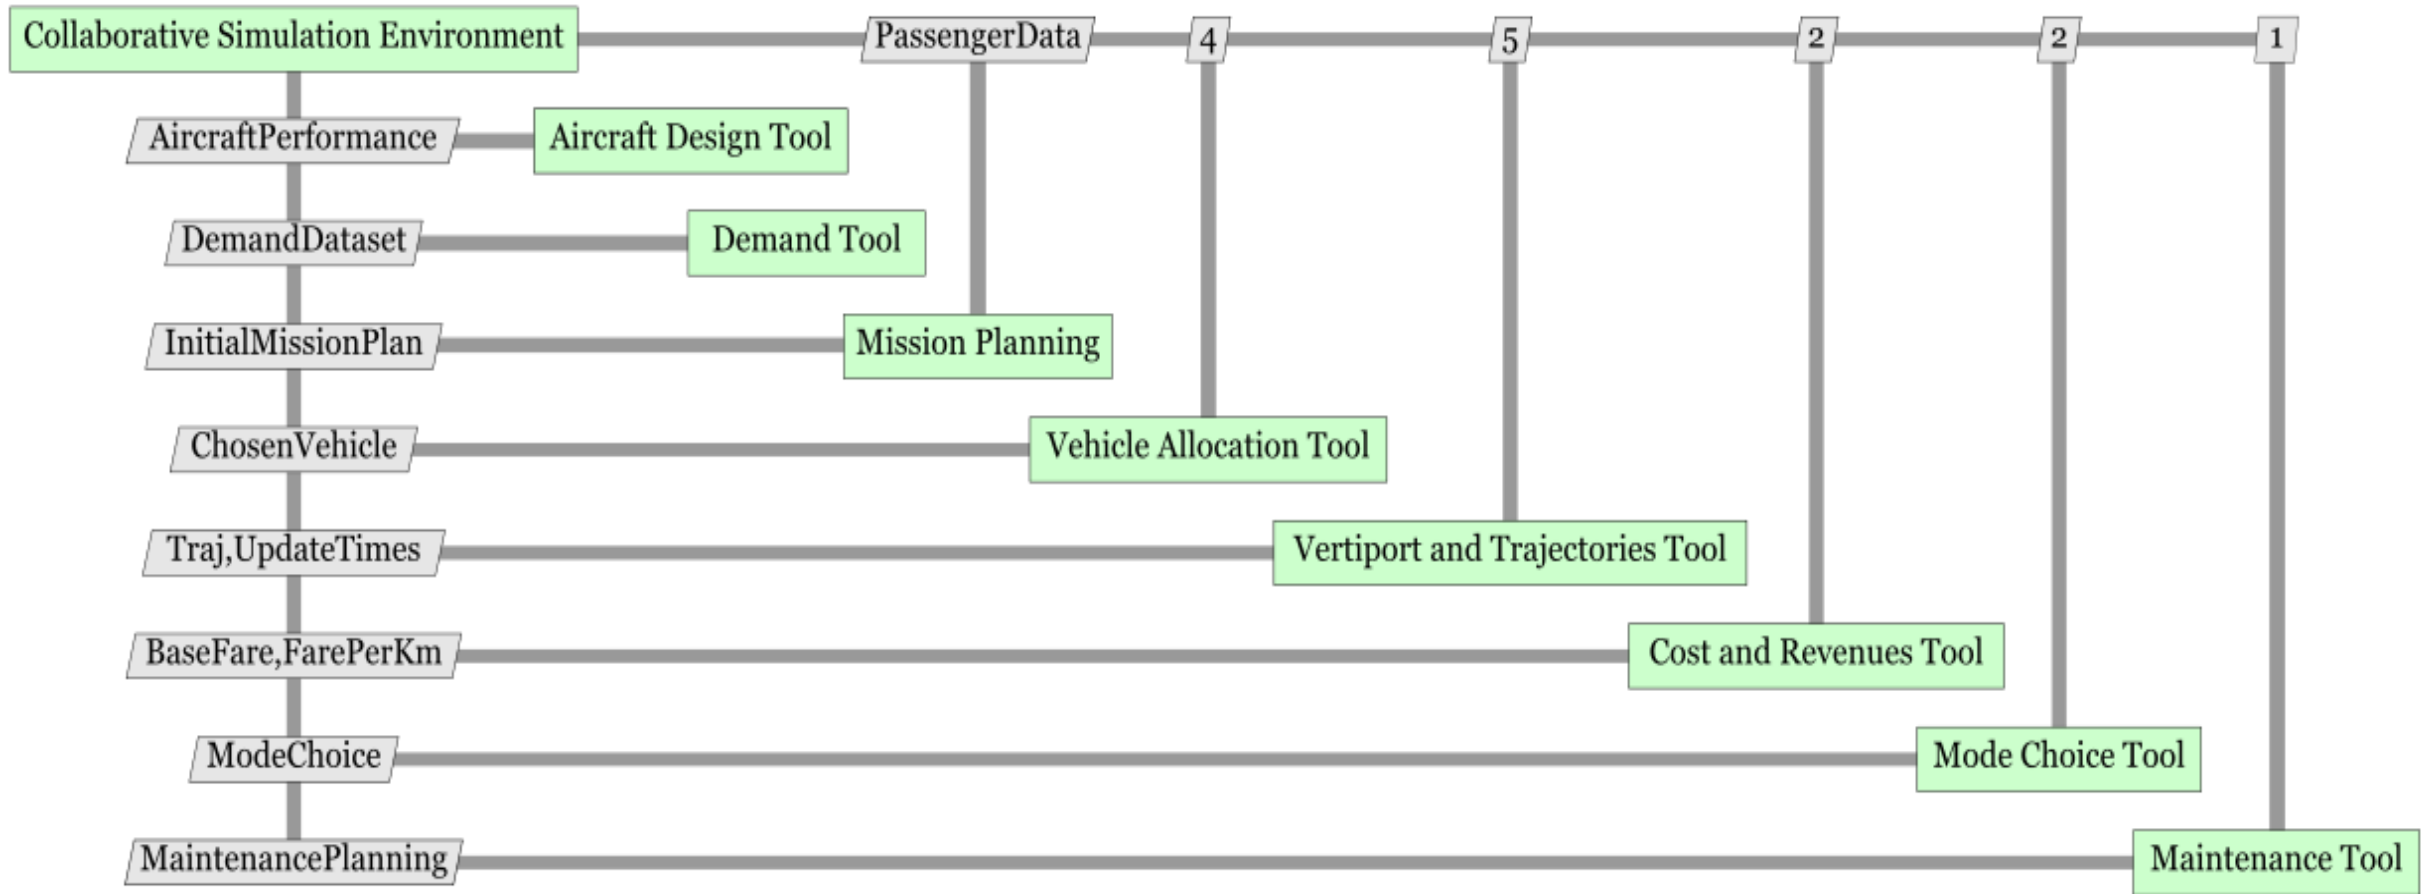 Collaborative Simulation Environment
PassengerData
4
5
2
2
1
AircraftPerformance
Aircraft Design Tool
DemandDataset
Demand Tool
InitialMissionPlan
Mission Planning
ChosenVehicle
Vehicle Allocation Tool
Traj,UpdateTimes
Vertiport and Trajectories Tool
BaseFare,FarePerKm
Cost and Revenues Tool
ModeChoice
Mode Choice Tool
MaintenancePlanning
Maintenance Tool